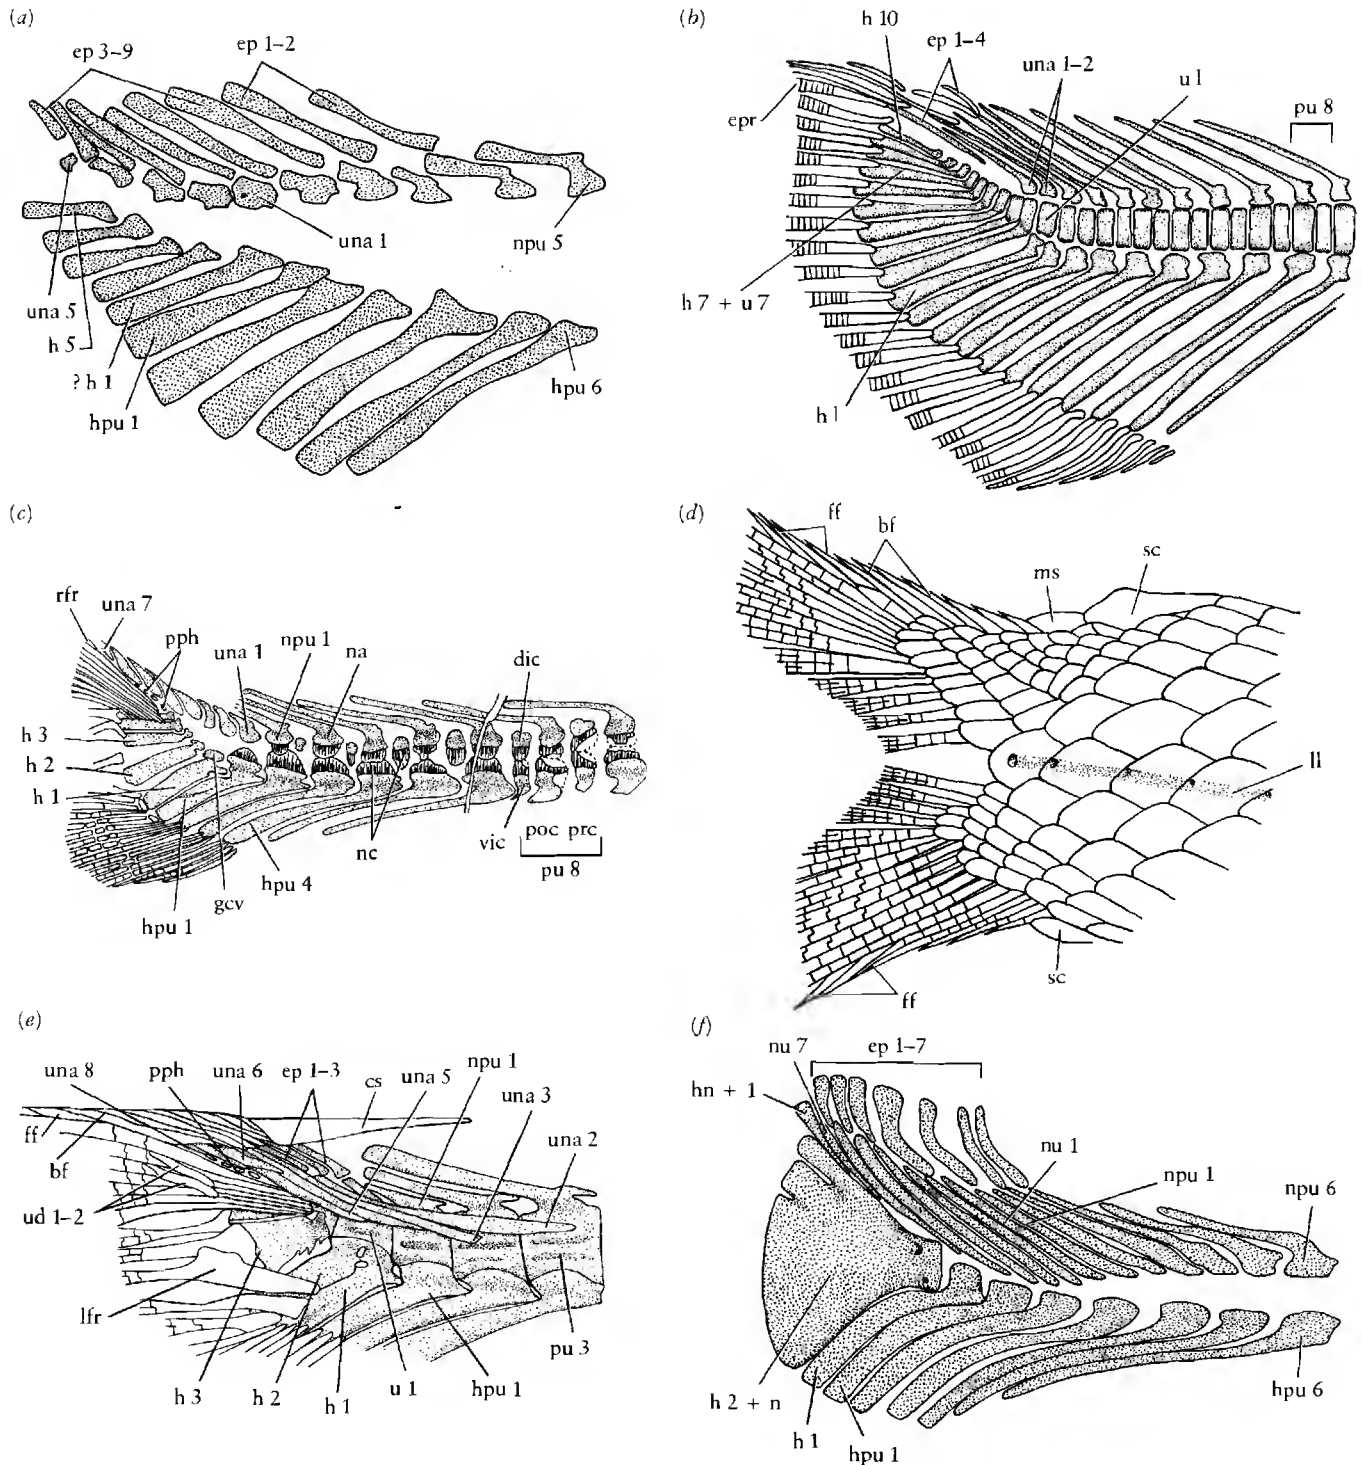 (a)
ep 3–9
ep 1–2
una 1
npu 5
una 5
h 5
? h 1
hpu 1
hpu 6
(b)
h 10
ep 1–4
una 1–2
u 1
pu 8
epr
h 7 + u 7
h 1
(c)
rfr
una 7
pph
una 1
npu 1
na
dic
h 3
h 2
h 1
hpu 1
gcv
hpu 4
nc
vic
poc prc
pu 8
(d)
ff
bf
ms
sc
ll
sc
ff
(e)
una 8
pph
una 6
ep 1–3
cs
una 5
npu 1
una 3
una 2
ff
bf
ud 1–2
lfr
h 3
h 2
h 1
u 1
hpu 1
pu 3
(f)
nu 7
ep 1–7
hn + 1
nu 1
npu 1
npu 6
h 2 + n
h 1
hpu 1
hpu 6